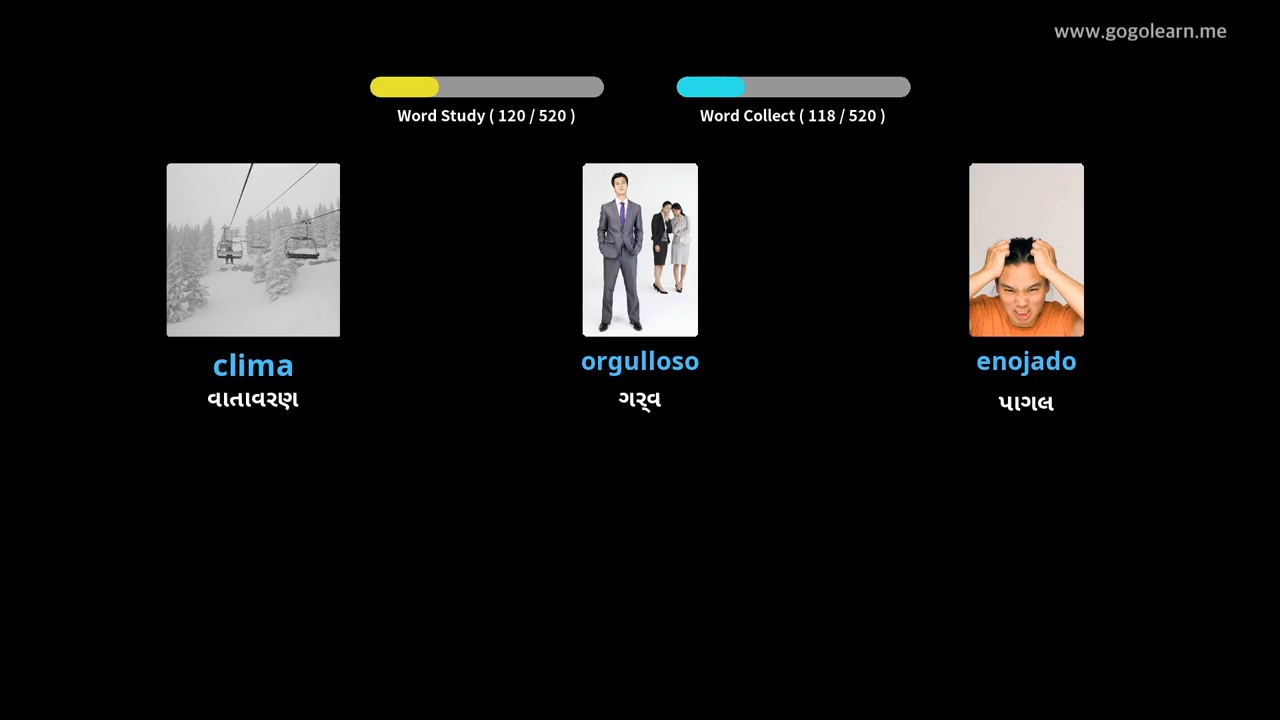 www.gogolearn.me
Word Study ( 120 / 520 )
Word Collect ( 118 / 520 )
clima
વાતાવરણ
orgulloso
ગર્વ
enojado
પાગલ